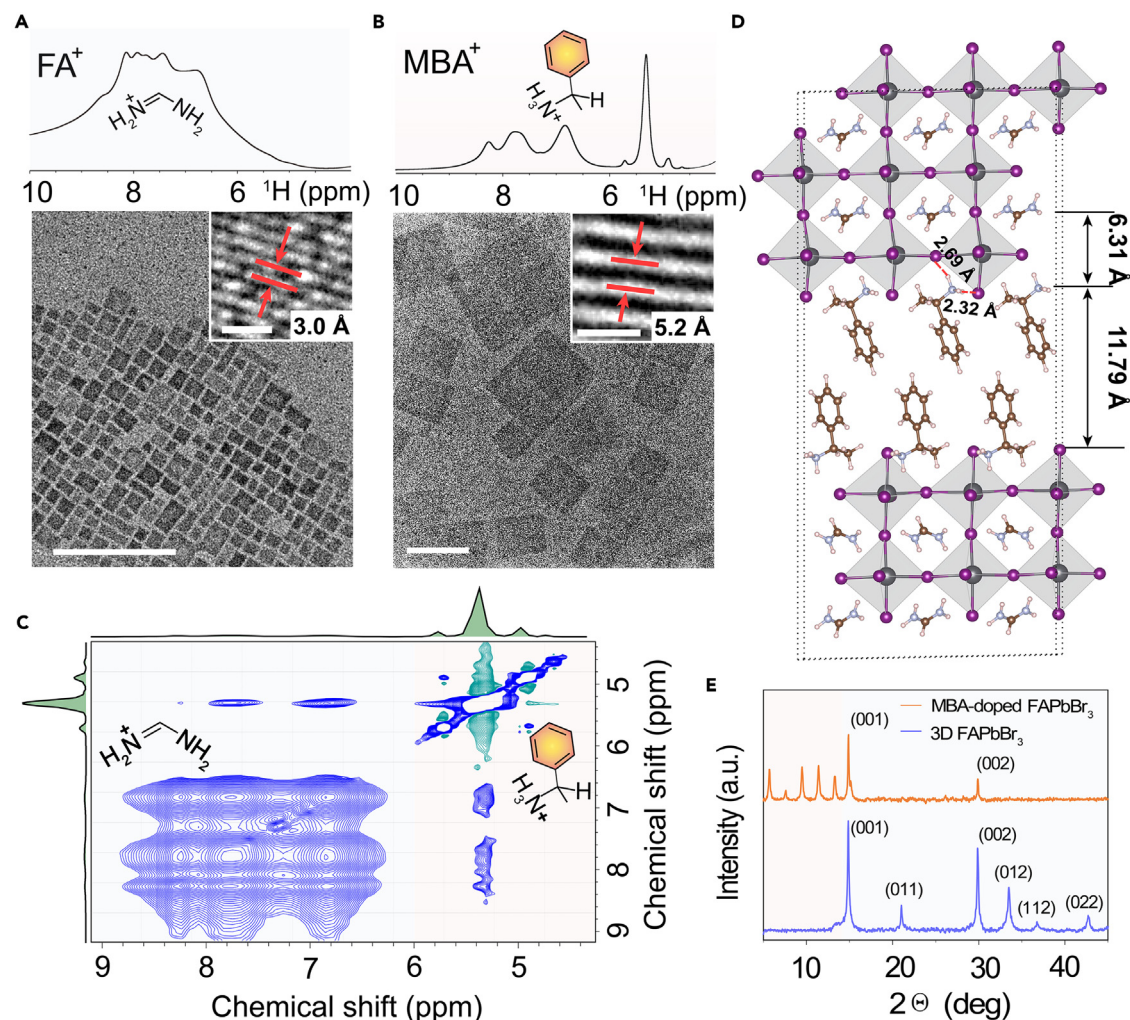 A
FA+
H2N+
NH2
10 8 6 1H (ppm)
3.0 Å
B
MBA+
H3N+
H
10 8 6 1H (ppm)
5.2 Å
C
H2N+
NH2
H3N+
H
5
6
7
8
9
Chemical shift (ppm)
9 8 7 6 5
Chemical shift (ppm)
D
6.31 Å
2.69 Å
2.32 Å
11.79 Å
E
MBA-doped FAPbBr3
3D FAPbBr3
(001)
(002)
(001)
(011)
(002)
(012)
(112)
(022)
Intensity (a.u.)
10 20 30 40
2Θ (deg)